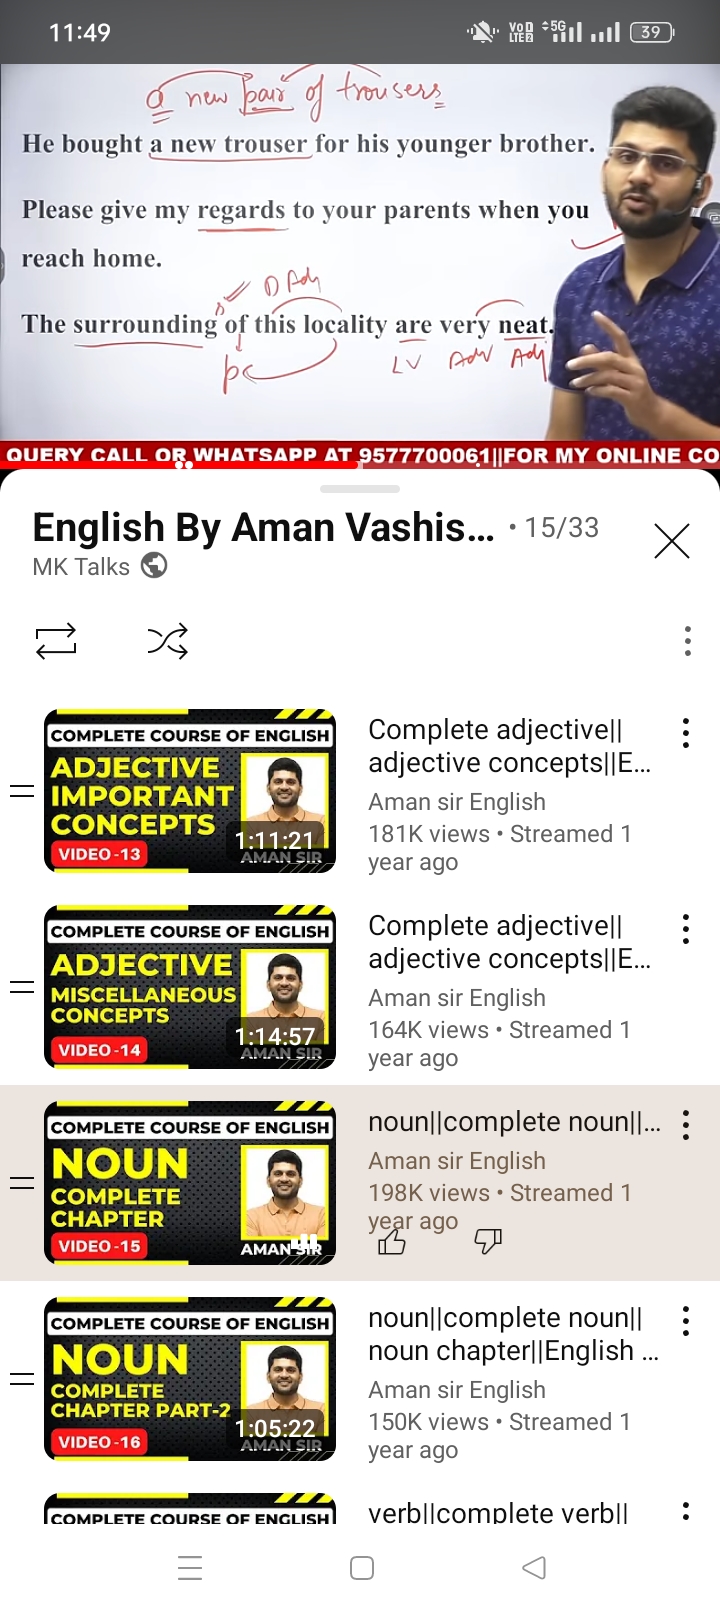 11:49
Vo D
LTE 2
5G
39
a new pair of trousers
He bought a new trouser for his younger brother.
Please give my regards to your parents when you
reach home.
D Adj
s
The surrounding of this locality are very neat.
LV Adv Adj
QUERY CALL OR WHATSAPP AT 9577700061||FOR MY ONLINE CO
English By Aman Vashis... • 15/33
MK Talks
COMPLETE COURSE OF ENGLISH
ADJECTIVE
IMPORTANT
CONCEPTS
VIDEO -13
1:11:21
AMAN SIR
Complete adjective||
adjective concepts||E...
Aman sir English
181K views • Streamed 1
year ago
COMPLETE COURSE OF ENGLISH
ADJECTIVE
MISCELLANEOUS
CONCEPTS
VIDEO -14
1:14:57
AMAN SIR
Complete adjective||
adjective concepts||E...
Aman sir English
164K views • Streamed 1
year ago
COMPLETE COURSE OF ENGLISH
NOUN
COMPLETE
CHAPTER
VIDEO -15
AMAN SIR
noun||complete noun||...
Aman sir English
198K views • Streamed 1
year ago
COMPLETE COURSE OF ENGLISH
NOUN
COMPLETE
CHAPTER PART-2
VIDEO -16
1:05:22
AMAN SIR
noun||complete noun||
noun chapter||English ...
Aman sir English
150K views • Streamed 1
year ago
COMPLETE COURSE OF ENGLISH
verb||complete verb||